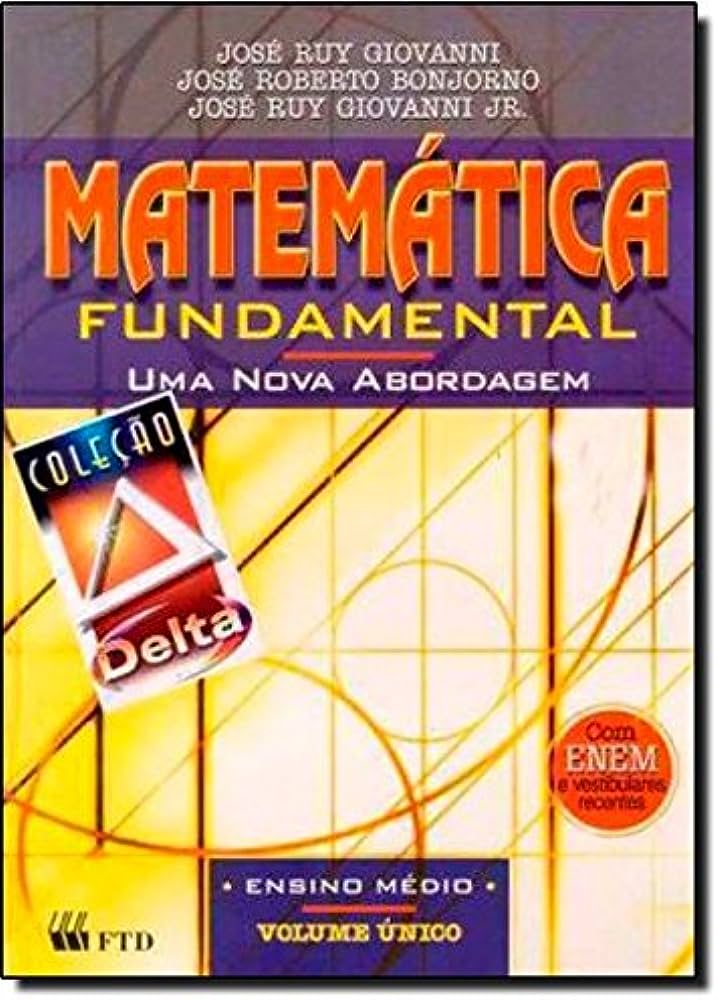 JOSÉ RUY GIOVANNI
JOSÉ ROBERTO BONJORNO
JOSÉ RUY GIOVANNI JR.
MATEMÁTICA
FUNDAMENTAL
UMA NOVA ABORDAGEM
COLEÇÃO
Delta
Com
ENEM
e vestibulares
recentes
• ENSINO MÉDIO •
VOLUME ÚNICO
FTD